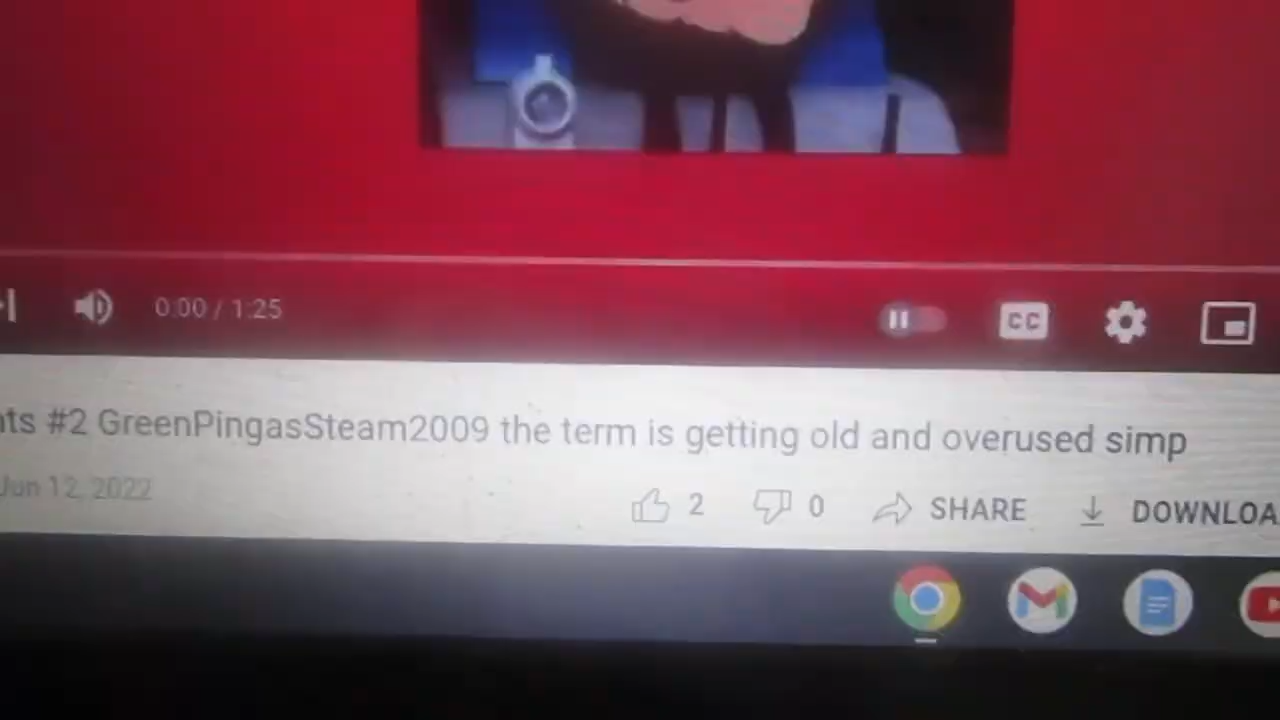 0:00 / 1:25
CC
#2 GreenPingasSteam2009 the term is getting old and overused simp
Jun 12, 2022
2
0
SHARE
DOWNLOA